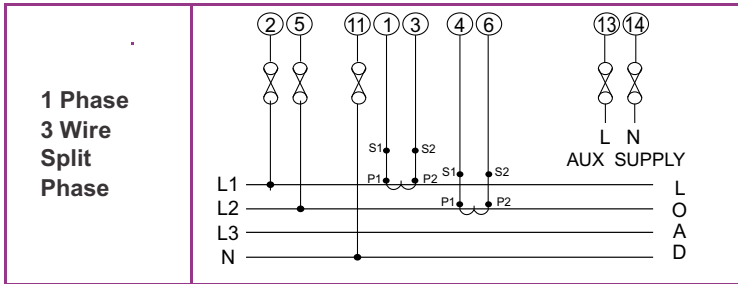 2 5 11 1 3 4 6 13 14
1 Phase
3 Wire
Split
Phase
L N
AUX SUPPLY
S1 S2
S1 S2
L1 P1 P2 L
L2 P1 P2 O
L3 A
N D